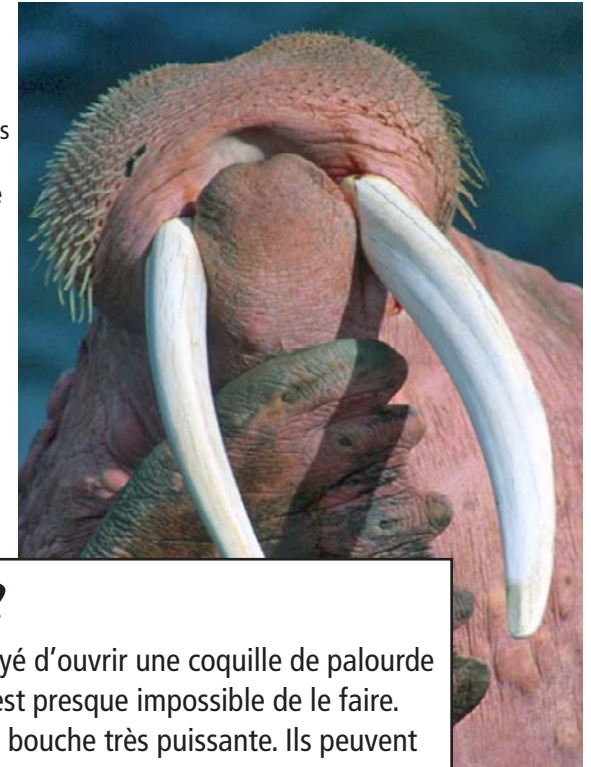 s
e
?
yé d'ouvrir une coquille de palourde
est presque impossible de le faire.
bouche très puissante. Ils peuvent